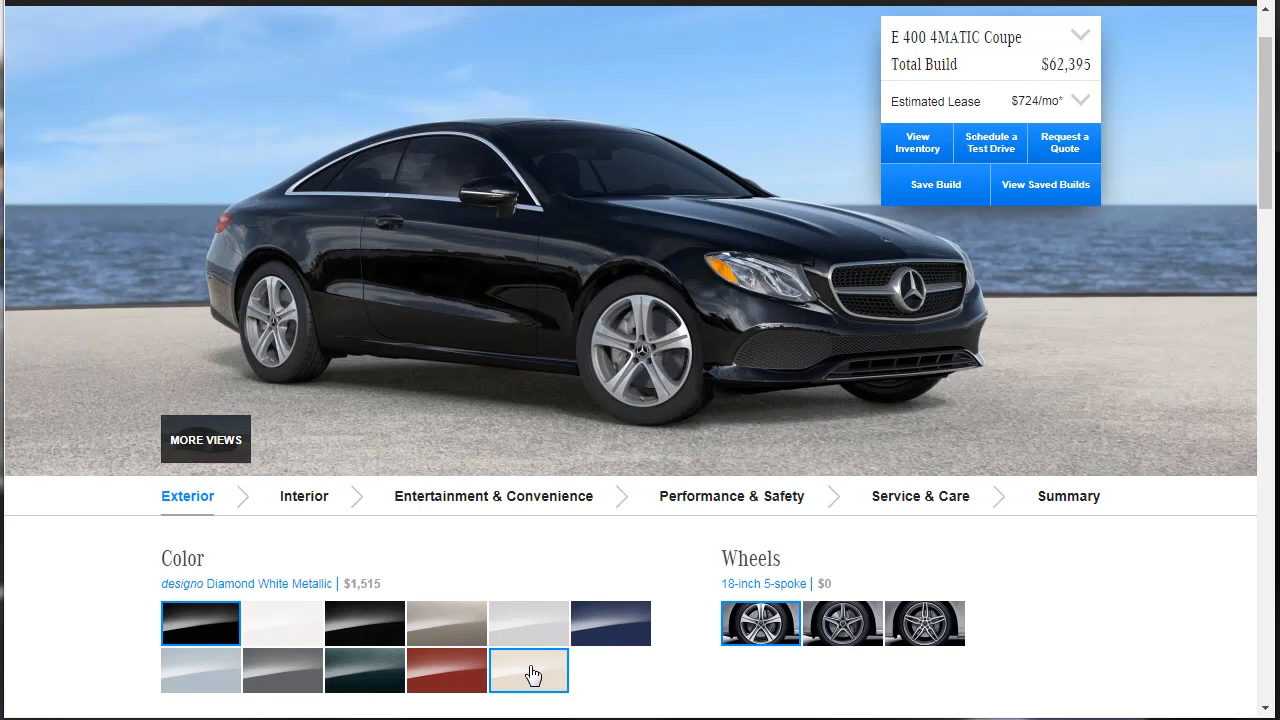 E 400 4MATIC Coupe
Total Build $62,395
Estimated Lease $724/mo*
View Inventory
Schedule a Test Drive
Request a Quote
Save Build
View Saved Builds
MORE VIEWS
Exterior
Interior
Entertainment & Convenience
Performance & Safety
Service & Care
Summary
Color
designo Diamond White Metallic | $1,515
Wheels
18-inch 5-spoke | $0